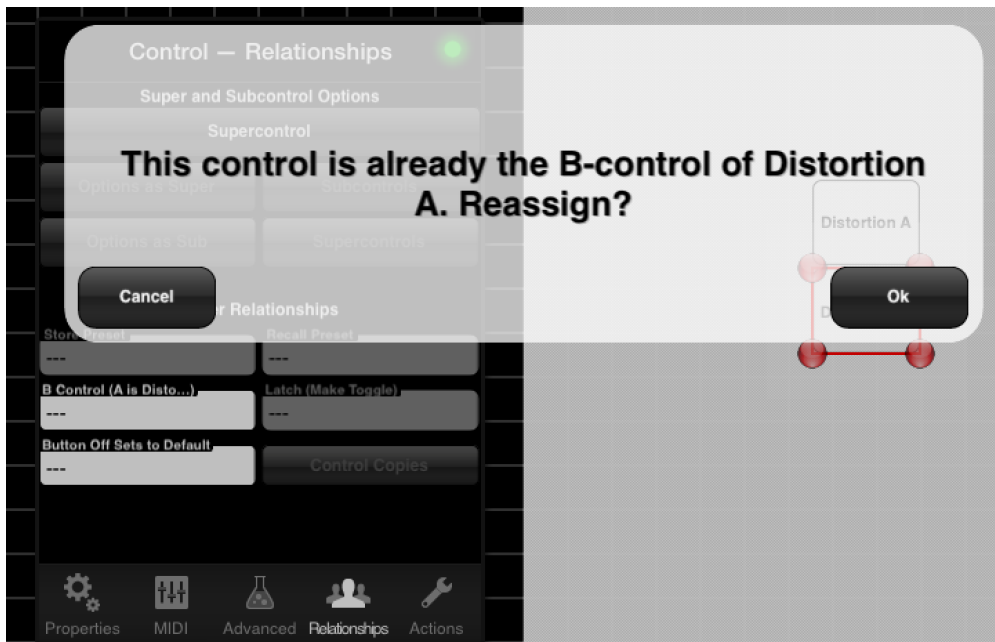 Control — Relationships
Super and Subcontrol Options
Supercontrol
This control is already the B-control of Distortion
A. Reassign?
Options as Super
Subcontrols
Distortion A
Options as Sub
Supercontrols
Cancel
Ok
r Relationships
D
Store Preset
Recall Preset
---
---
B Control (A is Disto...)
Latch (Make Toggle)
---
---
Button Off Sets to Default
---
Control Copies
Properties
MIDI
Advanced
Relationships
Actions